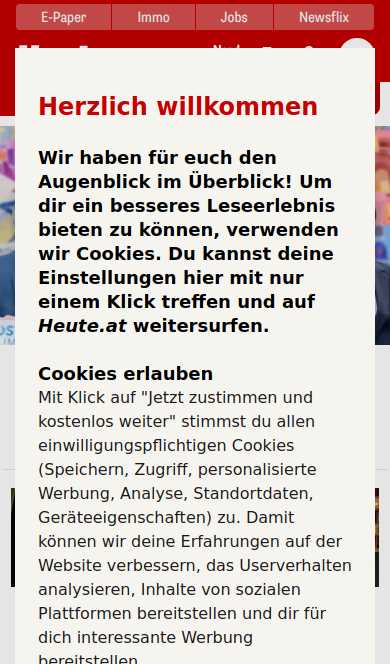 E-Paper Immo Jobs Newsflix
Herzlich willkommen
Wir haben für euch den
Augenblick im Überblick! Um
dir ein besseres Leseerlebnis
bieten zu können, verwenden
wir Cookies. Du kannst deine
Einstellungen hier mit nur
einem Klick treffen und auf
Heute.at weitersurfen.
Cookies erlauben
Mit Klick auf "Jetzt zustimmen und
kostenlos weiter" stimmst du allen
einwilligungspflichtigen Cookies
(Speichern, Zugriff, personalisierte
Werbung, Analyse, Standortdaten,
Geräteeigenschaften) zu. Damit
können wir deine Erfahrungen auf der
Website verbessern, das Userverhalten
analysieren, Inhalte von sozialen
Plattformen bereitstellen und dir für
dich interessante Werbung
bereitstellen